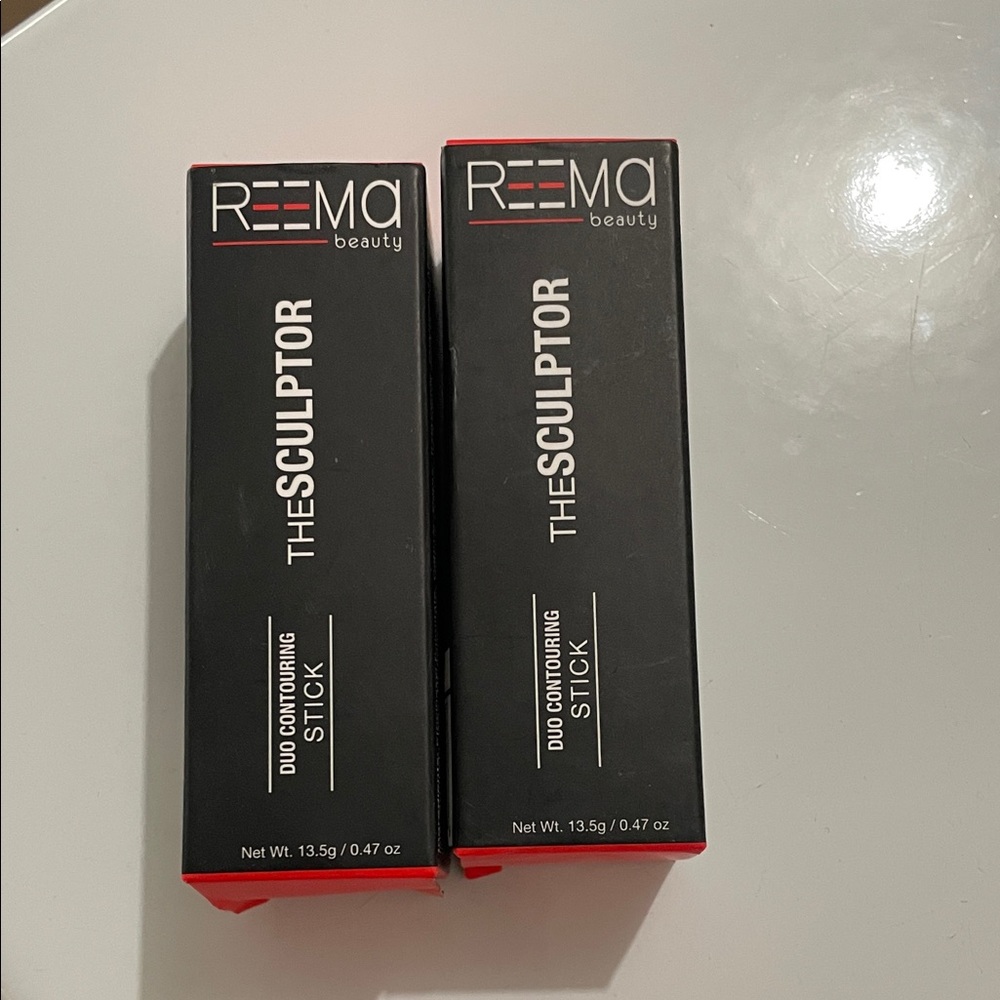 REEMa
beauty
THESCULPTOR
DUO CONTOURING
STICK
Net Wt. 13.5g / 0.47 oz
REEMa
beauty
THESCULPTOR
DUO CONTOURING
STICK
Net Wt. 13.5g / 0.47 oz